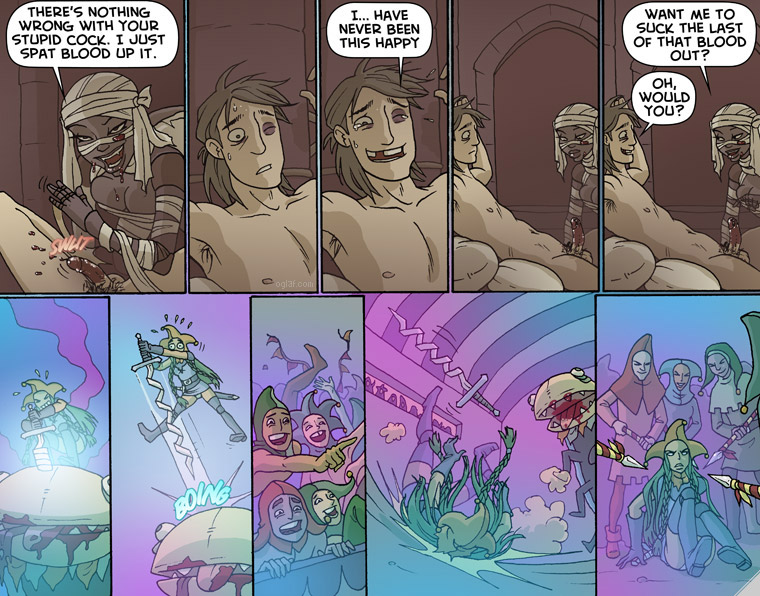 THERE'S NOTHING
WRONG WITH YOUR
STUPID COCK. I JUST
SPAT BLOOD UP IT.
SWLIT
I... HAVE
NEVER BEEN
THIS HAPPY
WANT ME TO
SUCK THE LAST
OF THAT BLOOD
OUT?
OH,
WOULD
YOU?
oglaf.com
BOING